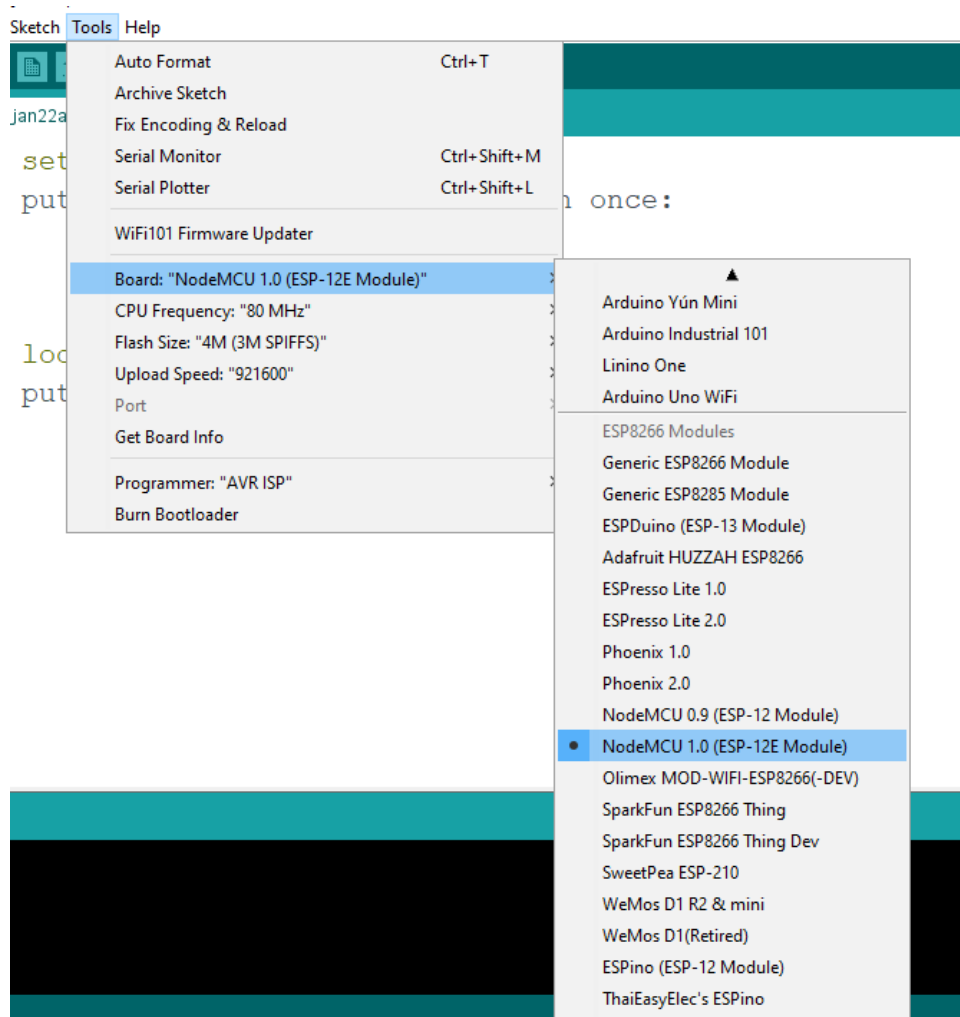 Sketch Tools Help
Auto Format Ctrl+T
Archive Sketch
jan22a
Fix Encoding & Reload
set
Serial Monitor Ctrl+Shift+M
Serial Plotter Ctrl+Shift+L
put n once:
WiFi101 Firmware Updater
Board: "NodeMCU 1.0 (ESP-12E Module)"
CPU Frequency: "80 MHz"
Flash Size: "4M (3M SPIFFS)"
loo
Upload Speed: "921600"
put
Port
Get Board Info
Programmer: "AVR ISP"
Burn Bootloader
Arduino Yún Mini
Arduino Industrial 101
Linino One
Arduino Uno WiFi
ESP8266 Modules
Generic ESP8266 Module
Generic ESP8285 Module
ESPDuino (ESP-13 Module)
Adafruit HUZZAH ESP8266
ESPresso Lite 1.0
ESPresso Lite 2.0
Phoenix 1.0
Phoenix 2.0
NodeMCU 0.9 (ESP-12 Module)
NodeMCU 1.0 (ESP-12E Module)
Olimex MOD-WIFI-ESP8266(-DEV)
SparkFun ESP8266 Thing
SparkFun ESP8266 Thing Dev
SweetPea ESP-210
WeMos D1 R2 & mini
WeMos D1(Retired)
ESPino (ESP-12 Module)
ThaiEasyElec's ESPino